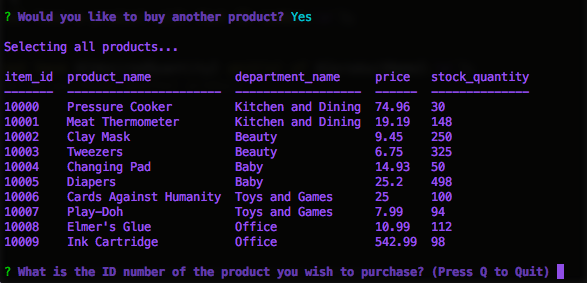 ? Would you like to buy another product? Yes
Selecting all products...
item_id product_name department_name price stock_quantity
------- ---------------------- ------------------ ------ --------------
10000 Pressure Cooker Kitchen and Dining 74.96 30
10001 Meat Thermometer Kitchen and Dining 19.19 148
10002 Clay Mask Beauty 9.45 250
10003 Tweezers Beauty 6.75 325
10004 Changing Pad Baby 14.93 50
10005 Diapers Baby 25.2 498
10006 Cards Against Humanity Toys and Games 25 100
10007 Play-Doh Toys and Games 7.99 94
10008 Elmer's Glue Office 10.99 112
10009 Ink Cartridge Office 542.99 98
? What is the ID number of the product you wish to purchase? (Press Q to Quit)